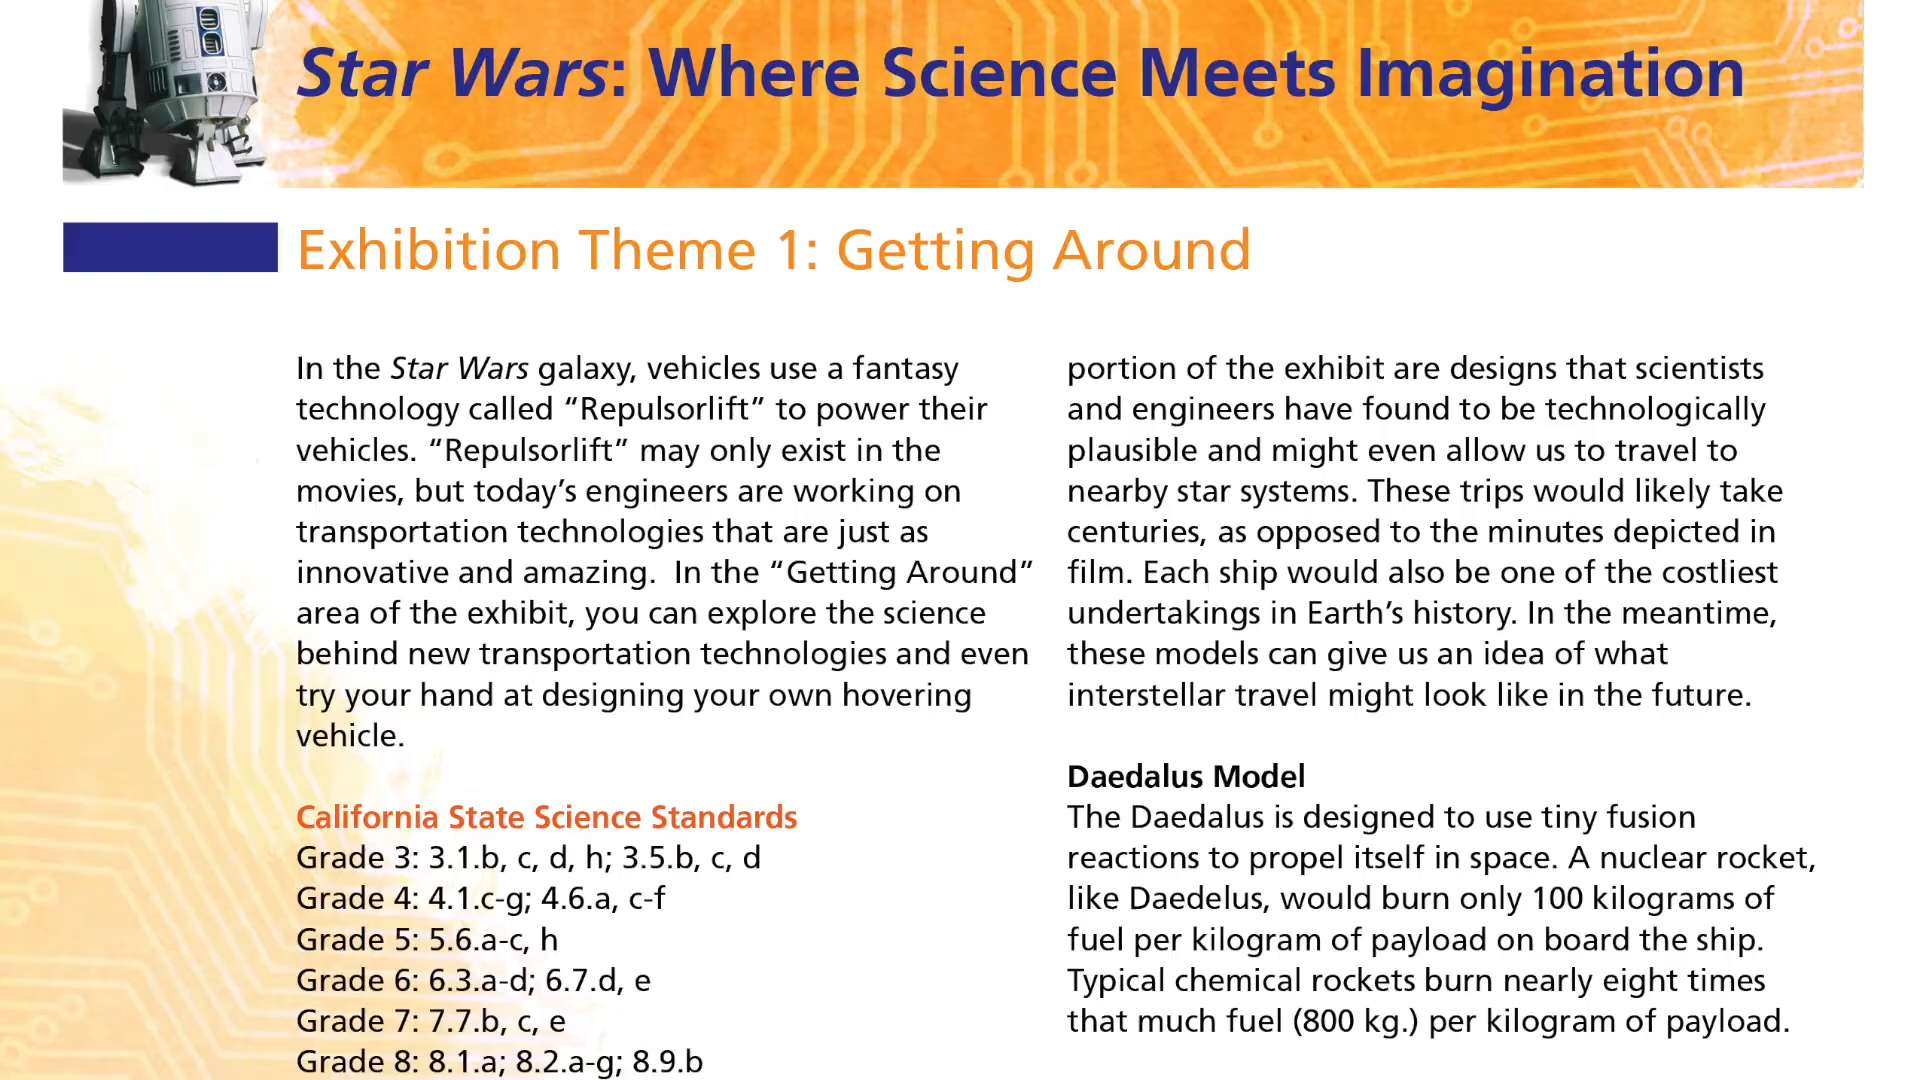 Star Wars: Where Science Meets Imagination
Exhibition Theme 1: Getting Around
In the Star Wars galaxy, vehicles use a fantasy
technology called “Repulsorlift” to power their
vehicles. “Repulsorlift” may only exist in the
movies, but today’s engineers are working on
transportation technologies that are just as
innovative and amazing.  In the “Getting Around”
area of the exhibit, you can explore the science
behind new transportation technologies and even
try your hand at designing your own hovering
vehicle.
California State Science Standards
Grade 3: 3.1.b, c, d, h; 3.5.b, c, d
Grade 4: 4.1.c-g; 4.6.a, c-f
Grade 5: 5.6.a-c, h
Grade 6: 6.3.a-d; 6.7.d, e
Grade 7: 7.7.b, c, e
Grade 8: 8.1.a; 8.2.a-g; 8.9.b
portion of the exhibit are designs that scientists
and engineers have found to be technologically
plausible and might even allow us to travel to
nearby star systems. These trips would likely take
centuries, as opposed to the minutes depicted in
film. Each ship would also be one of the costliest
undertakings in Earth’s history. In the meantime,
these models can give us an idea of what
interstellar travel might look like in the future.
Daedalus Model
The Daedalus is designed to use tiny fusion
reactions to propel itself in space. A nuclear rocket,
like Daedelus, would burn only 100 kilograms of
fuel per kilogram of payload on board the ship.
Typical chemical rockets burn nearly eight times
that much fuel (800 kg.) per kilogram of payload.